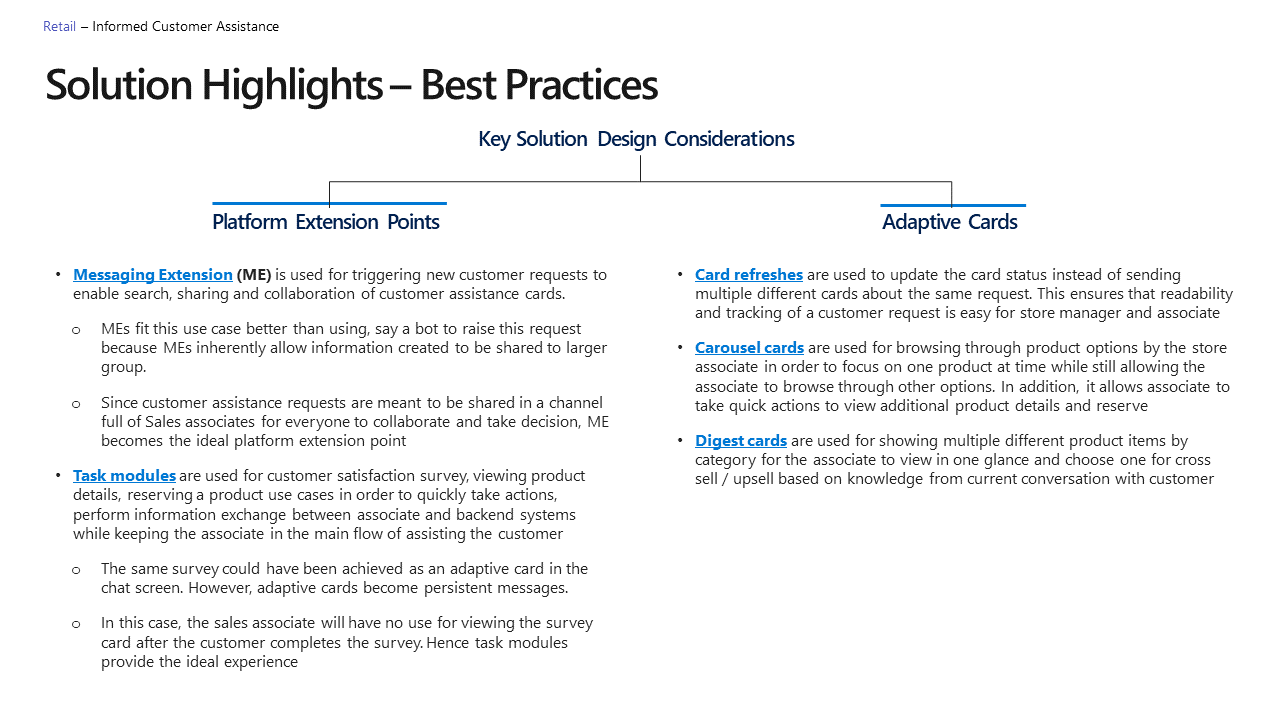 Retail – Informed Customer Assistance
Solution Highlights – Best Practices
Key Solution Design Considerations
Platform Extension Points
• Messaging Extension (ME) is used for triggering new customer requests to
enable search, sharing and collaboration of customer assistance cards.
o MEs fit this use case better than using, say a bot to raise this request
because MEs inherently allow information created to be shared to larger
group.
o Since customer assistance requests are meant to be shared in a channel
full of Sales associates for everyone to collaborate and take decision, ME
becomes the ideal platform extension point
• Task modules are used for customer satisfaction survey, viewing product
details, reserving a product use cases in order to quickly take actions,
perform information exchange between associate and backend systems
while keeping the associate in the main flow of assisting the customer
o The same survey could have been achieved as an adaptive card in the
chat screen. However, adaptive cards become persistent messages.
o In this case, the sales associate will have no use for viewing the survey
card after the customer completes the survey. Hence task modules
provide the ideal experience
Adaptive Cards
• Card refreshes are used to update the card status instead of sending
multiple different cards about the same request. This ensures that readability
and tracking of a customer request is easy for store manager and associate
• Carousel cards are used for browsing through product options by the store
associate in order to focus on one product at time while still allowing the
associate to browse through other options. In addition, it allows associate to
take quick actions to view additional product details and reserve
• Digest cards are used for showing multiple different product items by
category for the associate to view in one glance and choose one for cross
sell / upsell based on knowledge from current conversation with customer